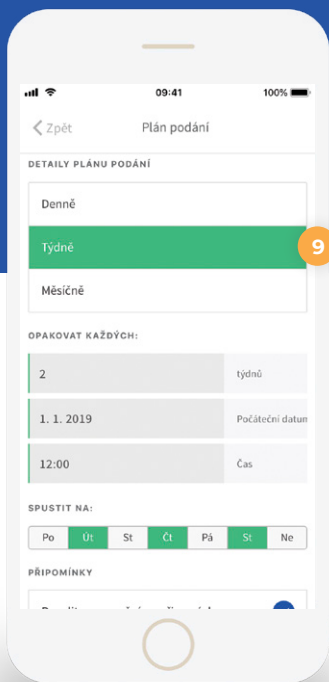 09:41 100%
Zpět Plán podání
DETAILY PLÁNU PODÁNÍ
Denně
Týdně
9
Měsíčně
OPAKOVAT KAŽDÝCH:
2 týdnů
1. 1. 2019 Počáteční datum
12:00 Čas
SPUSTIT NA:
Po Út St Čt Pá St Ne
PŘIPOMÍNKY